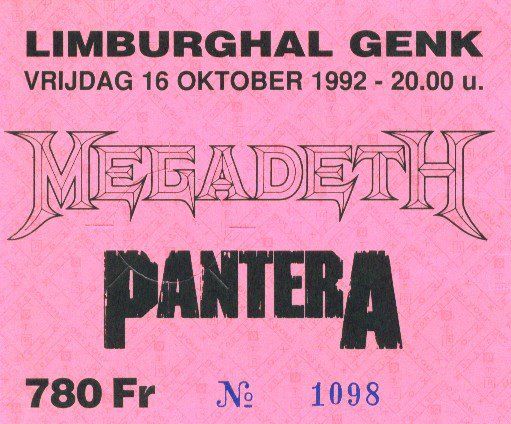 LIMBURGHAL GENK
VRIJDAG 16 OKTOBER 1992 - 20.00 u.
MEGADETH
PANTERA
780 Fr № 1098